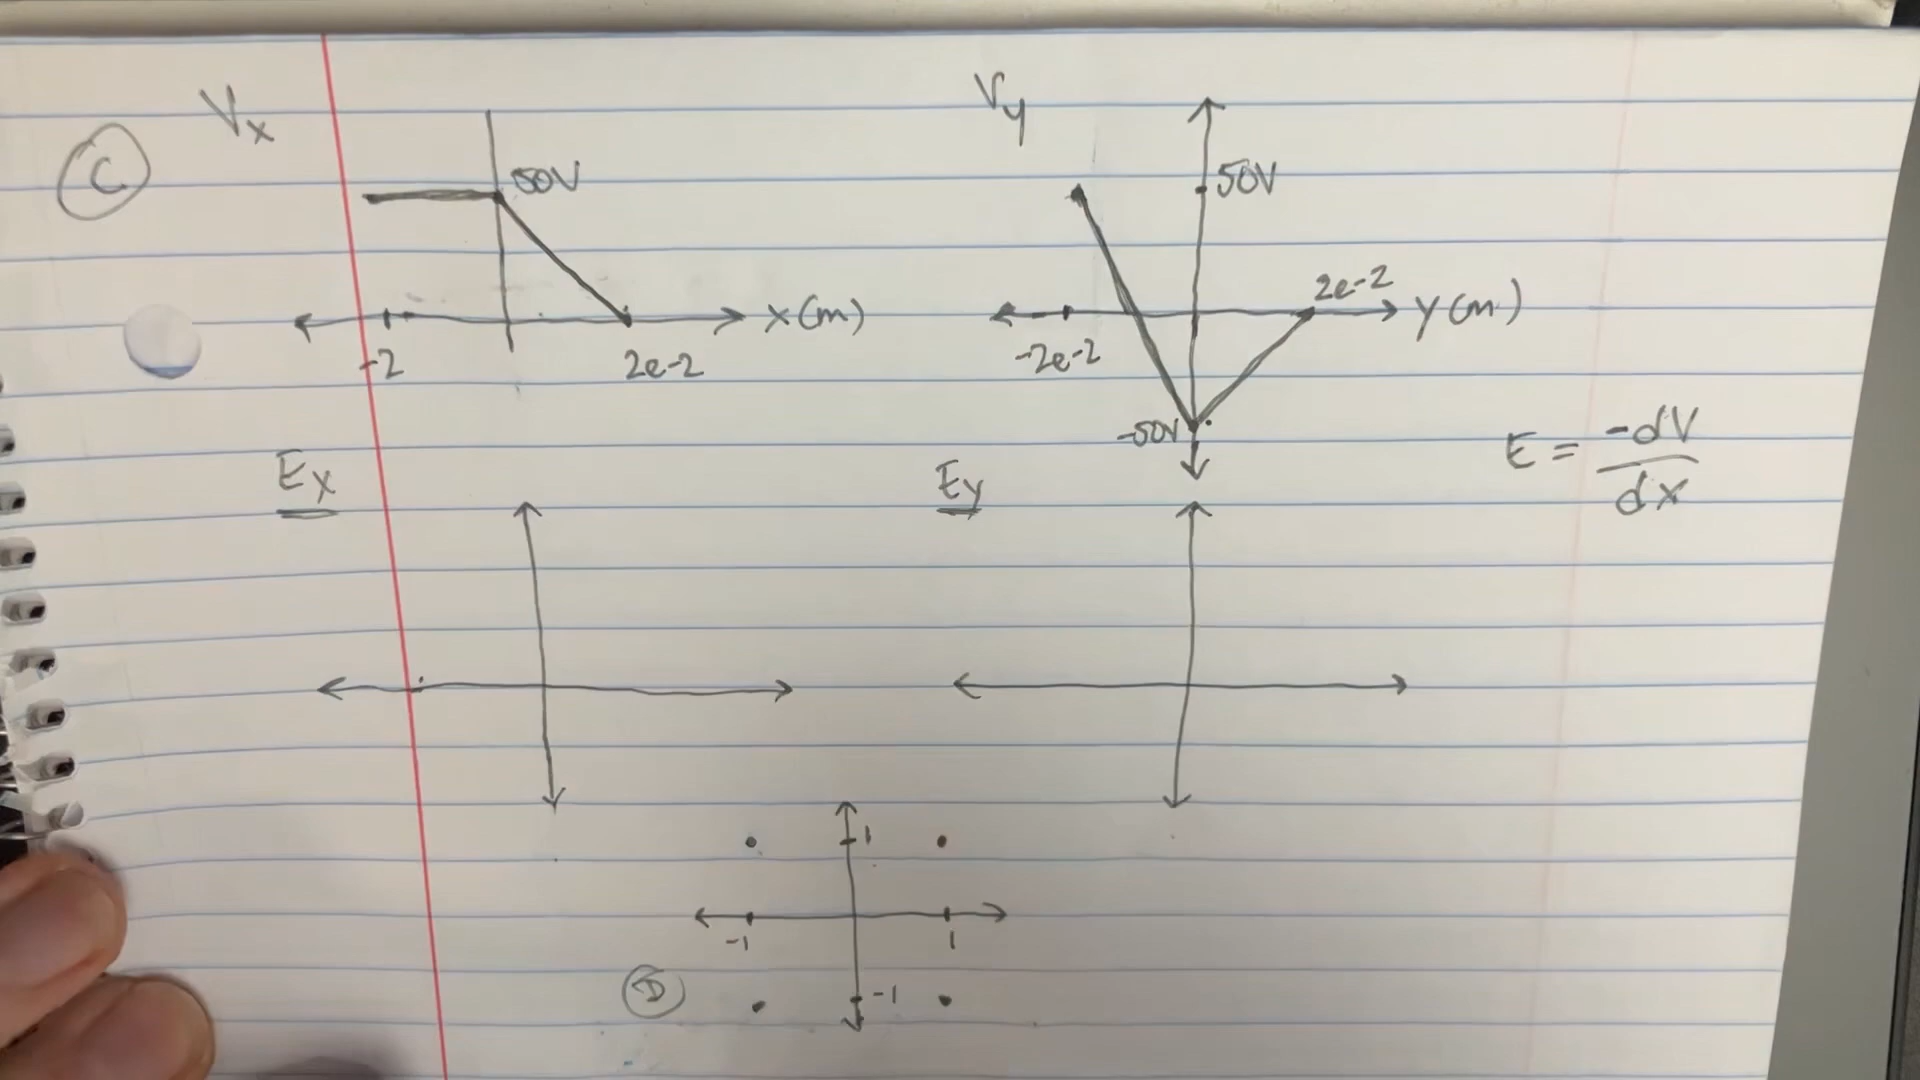 C
Vx
50V
x(m)
-2
2e-2
Vy
50V
2e-2
y(m)
-2e-2
-50V
Ex
Ey
E = -dV/dx
1
-1
1
-1
D